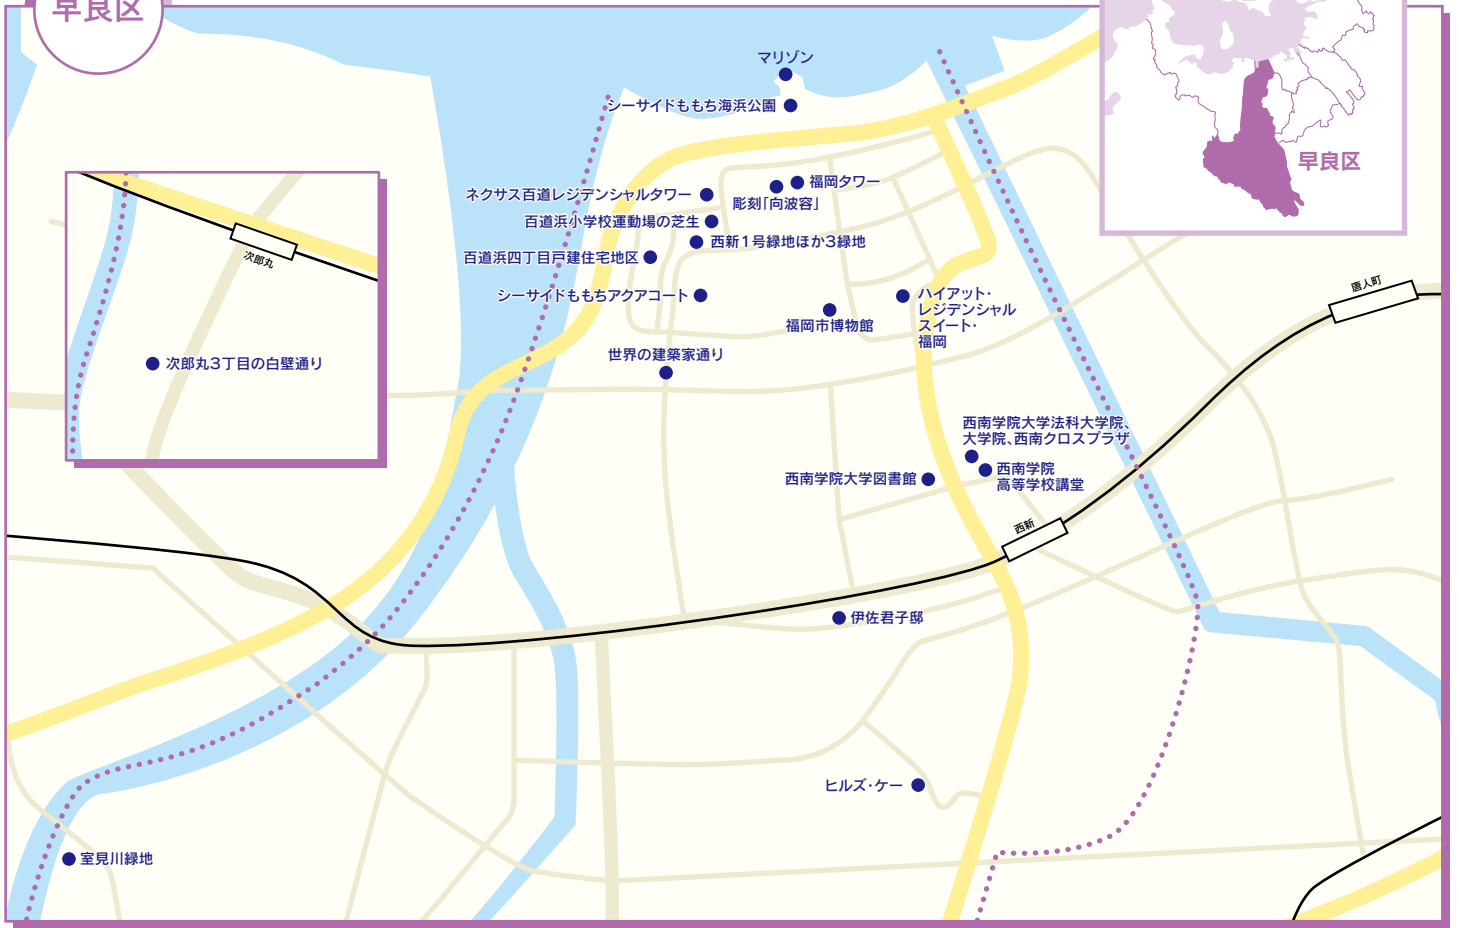 早良区
マリゾン
シーサイドももち海浜公園
早良区
ネクサス百道レジデンシャルタワー
福岡タワー
彫刻「向波容」
百道浜小学校運動場の芝生
西新1号緑地ほか3緑地
百道浜四丁目戸建住宅地区
次郎丸
唐人町
シーサイドももちアクアコート
ハイアット・
レジデンシャル
スイート・
福岡
福岡市博物館
世界の建築家通り
次郎丸3丁目の白壁通り
西南学院大学法科大学院、
大学院、西南クロスプラザ
西南学院
高等学校講堂
西南学院大学図書館
西新
伊佐君子邸
ヒルズ・ケー
室見川緑地